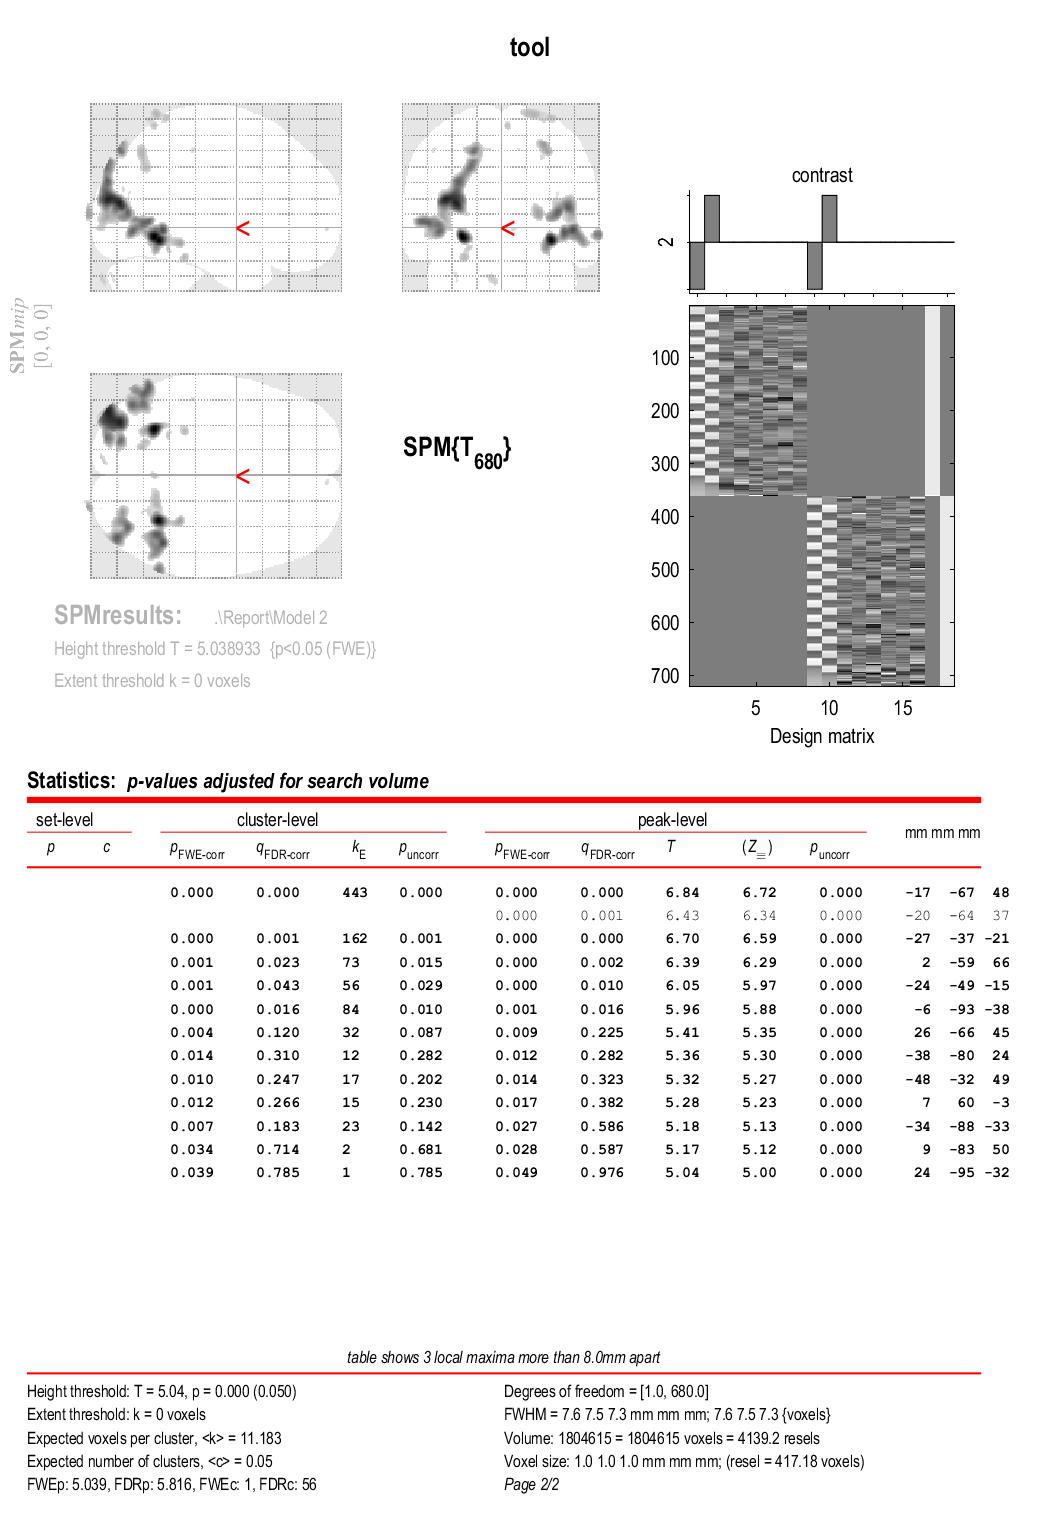 tool
contrast
2
SPMmip
[0, 0, 0]
<
<
<
SPM{T680}
100
200
300
400
500
600
700
5 10 15
Design matrix
SPMresults: .\Report\Model 2
Height threshold T = 5.038933 {p<0.05 (FWE)}
Extent threshold k = 0 voxels
Statistics: p-values adjusted for search volume
set-level cluster-level peak-level mm mm mm
p c pFWE-corr qFDR-corr kE puncorr pFWE-corr qFDR-corr T (Z≡) puncorr
0.000 0.000 443 0.000 0.000 0.000 6.84 6.72 0.000 -17 -67 48
0.000 0.001 6.43 6.34 0.000 -20 -64 37
0.000 0.001 162 0.001 0.000 0.000 6.70 6.59 0.000 -27 -37 -21
0.001 0.023 73 0.015 0.000 0.002 6.39 6.29 0.000 2 -59 66
0.001 0.043 56 0.029 0.000 0.010 6.05 5.97 0.000 -24 -49 -15
0.000 0.016 84 0.010 0.001 0.016 5.96 5.88 0.000 -6 -93 -38
0.004 0.120 32 0.087 0.009 0.225 5.41 5.35 0.000 26 -66 45
0.014 0.310 12 0.282 0.012 0.282 5.36 5.30 0.000 -38 -80 24
0.010 0.247 17 0.202 0.014 0.323 5.32 5.27 0.000 -48 -32 49
0.012 0.266 15 0.230 0.017 0.382 5.28 5.23 0.000 7 60 -3
0.007 0.183 23 0.142 0.027 0.586 5.18 5.13 0.000 -34 -88 -33
0.034 0.714 2 0.681 0.028 0.587 5.17 5.12 0.000 9 -83 50
0.039 0.785 1 0.785 0.049 0.976 5.04 5.00 0.000 24 -95 -32
table shows 3 local maxima more than 8.0mm apart
Height threshold: T = 5.04, p = 0.000 (0.050)
Extent threshold: k = 0 voxels
Expected voxels per cluster, <k> = 11.183
Expected number of clusters, <c> = 0.05
FWEp: 5.039, FDRp: 5.816, FWEc: 1, FDRc: 56
Degrees of freedom = [1.0, 680.0]
FWHM = 7.6 7.5 7.3 mm mm mm; 7.6 7.5 7.3 {voxels}
Volume: 1804615 = 1804615 voxels = 4139.2 resels
Voxel size: 1.0 1.0 1.0 mm mm mm; (resel = 417.18 voxels)
Page 2/2